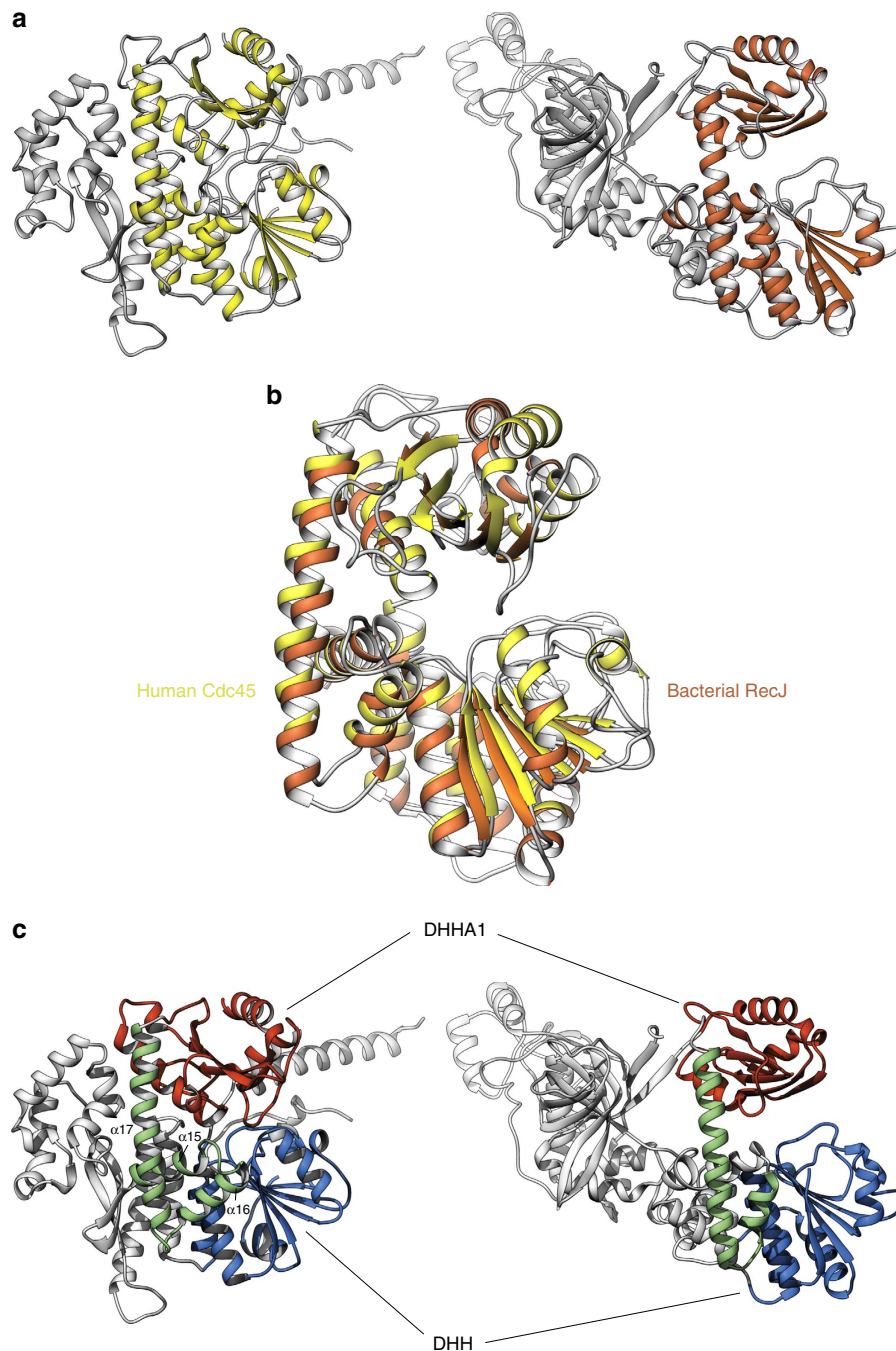 a
b
Human Cdc45
Bacterial RecJ
c
DHHA1
α17
α15
α16
DHH